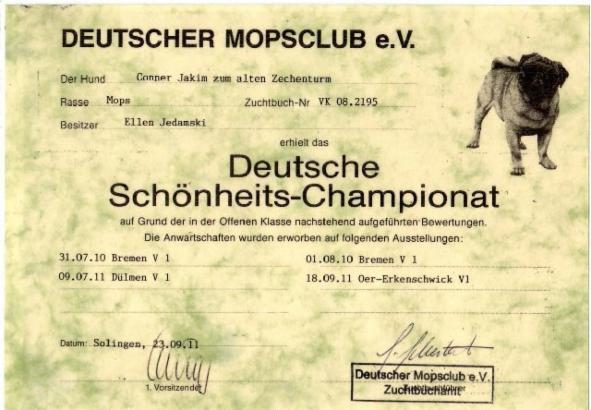 DEUTSCHER MOPSCLUB e.V.
Der Hund Conner Jakim zum alten Zechenturm
Rasse Mops Zuchtbuch-Nr VK 08.2195
Besitzer Ellen Jedamski
erhielt das
Deutsche
Schönheits-Championat
auf Grund der in der Offenen Klasse nachstehend aufgeführten Bewertungen.
Die Anwartschaften wurden erworben auf folgenden Ausstellungen:
31.07.10 Bremen V 1 01.08.10 Bremen V 1
09.07.11 Dülmen V 1 18.09.11 Oer-Erkenschwick V1
Datum: Solingen, 23.09.11
1. Vorsitzender
Deutscher Mopsclub e.V.
Zuchtbuchamt